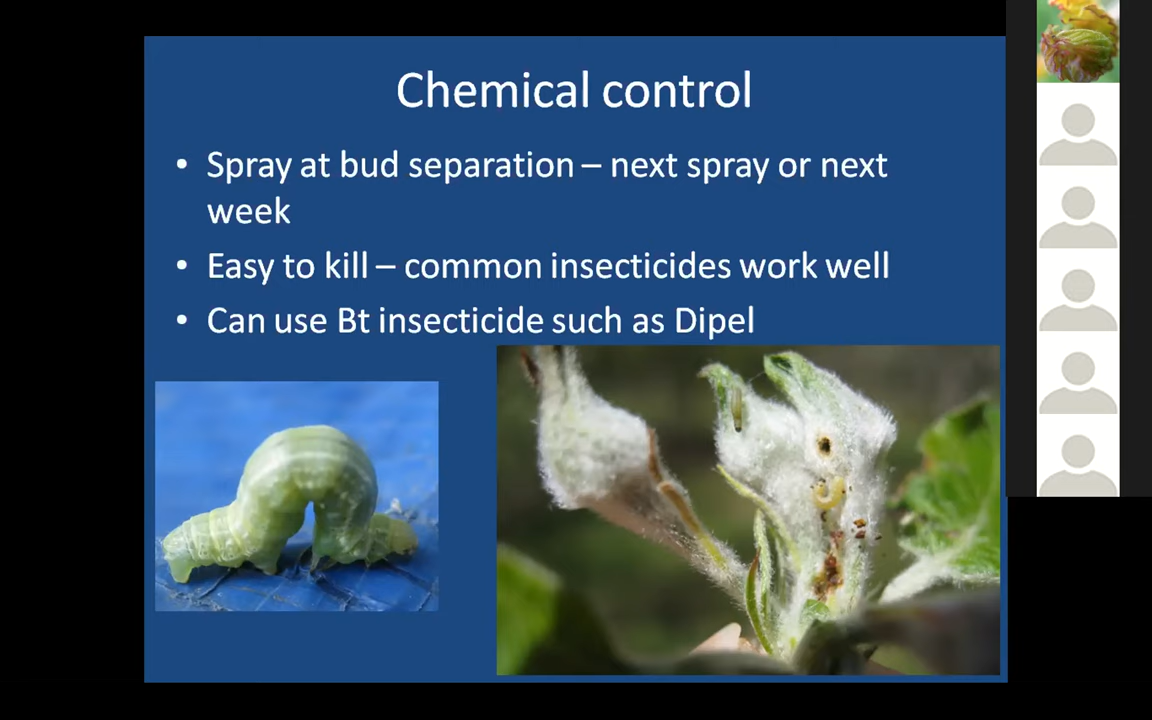 Chemical control
• Spray at bud separation – next spray or next
week
• Easy to kill – common insecticides work well
• Can use Bt insecticide such as Dipel